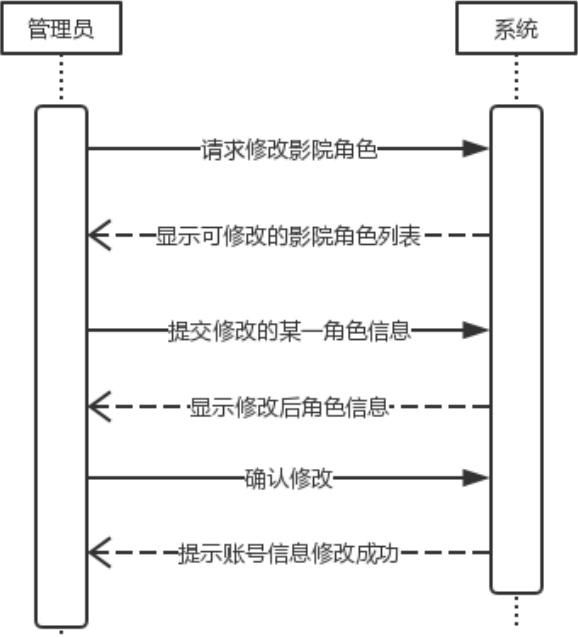 管理员
系统
请求修改影院角色
显示可修改的影院角色列表
提交修改的某一角色信息
显示修改后角色信息
确认修改
提示账号信息修改成功